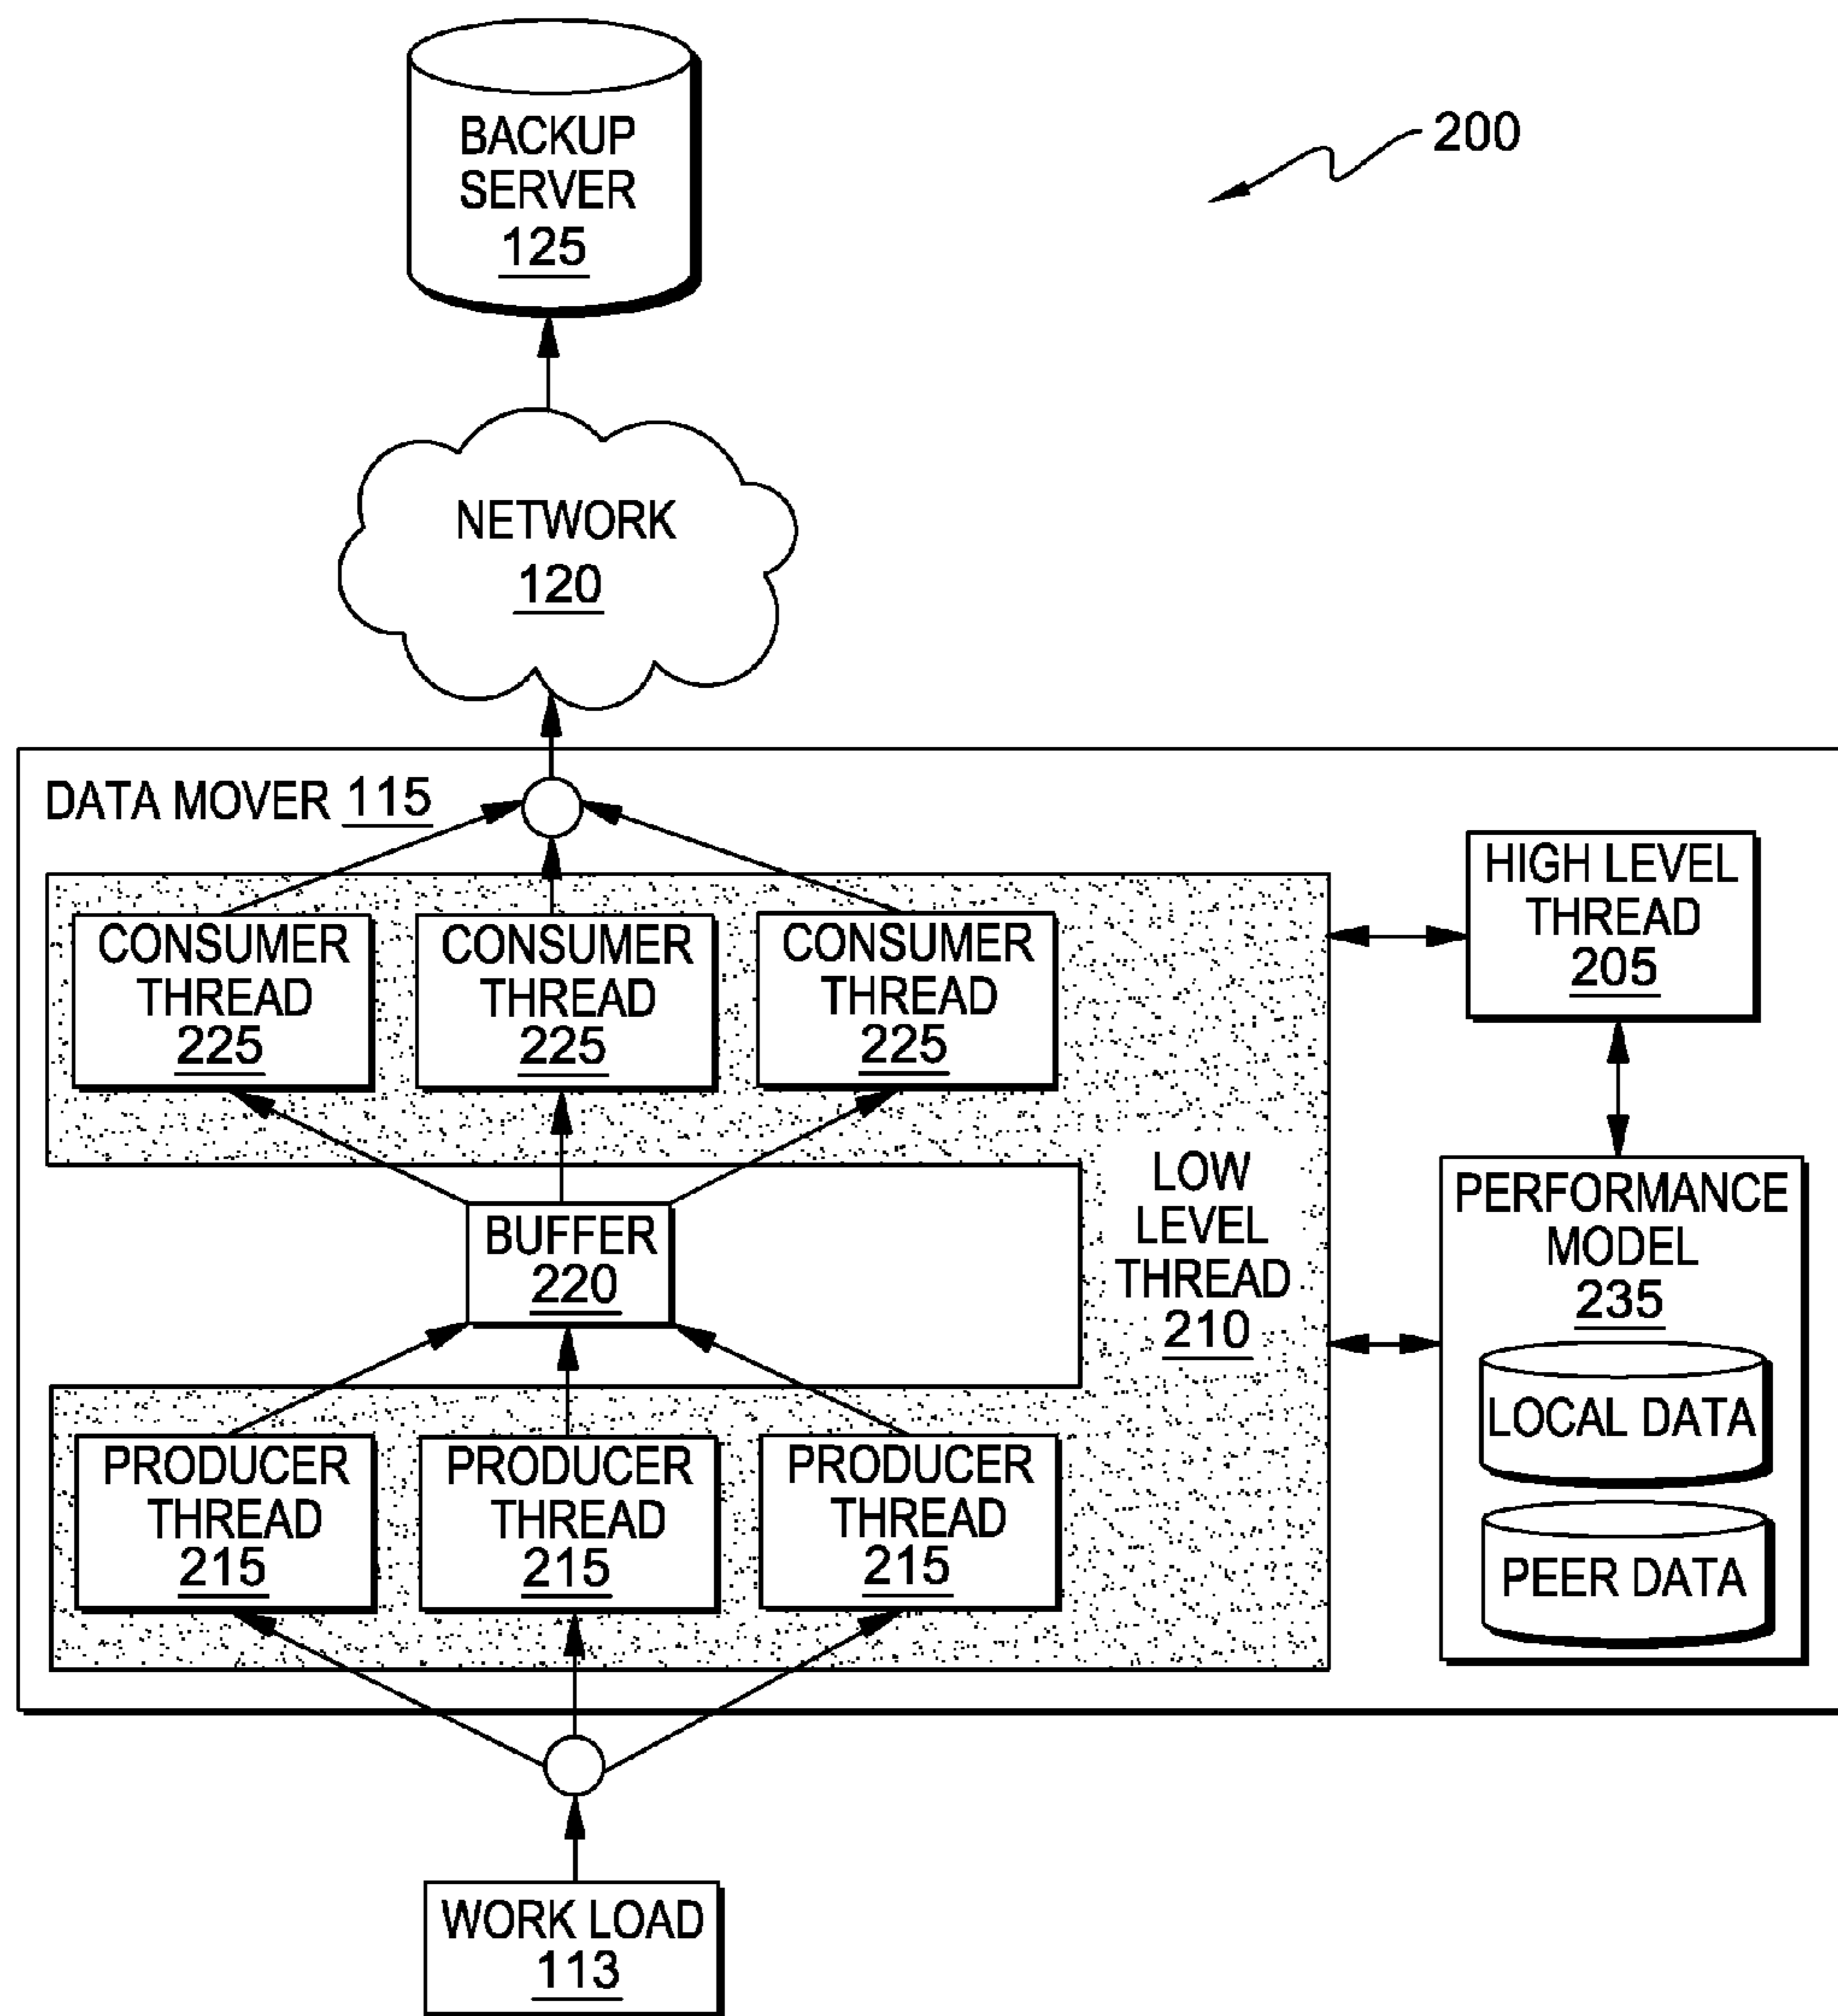 BACKUP
SERVER
125
200
NETWORK
120
DATA MOVER 115
HIGH LEVEL
THREAD
205
CONSUMER
THREAD
225
CONSUMER
THREAD
225
CONSUMER
THREAD
225
LOW
LEVEL
THREAD
210
BUFFER
220
PERFORMANCE
MODEL
235
LOCAL DATA
PEER DATA
PRODUCER
THREAD
215
PRODUCER
THREAD
215
PRODUCER
THREAD
215
WORK LOAD
113